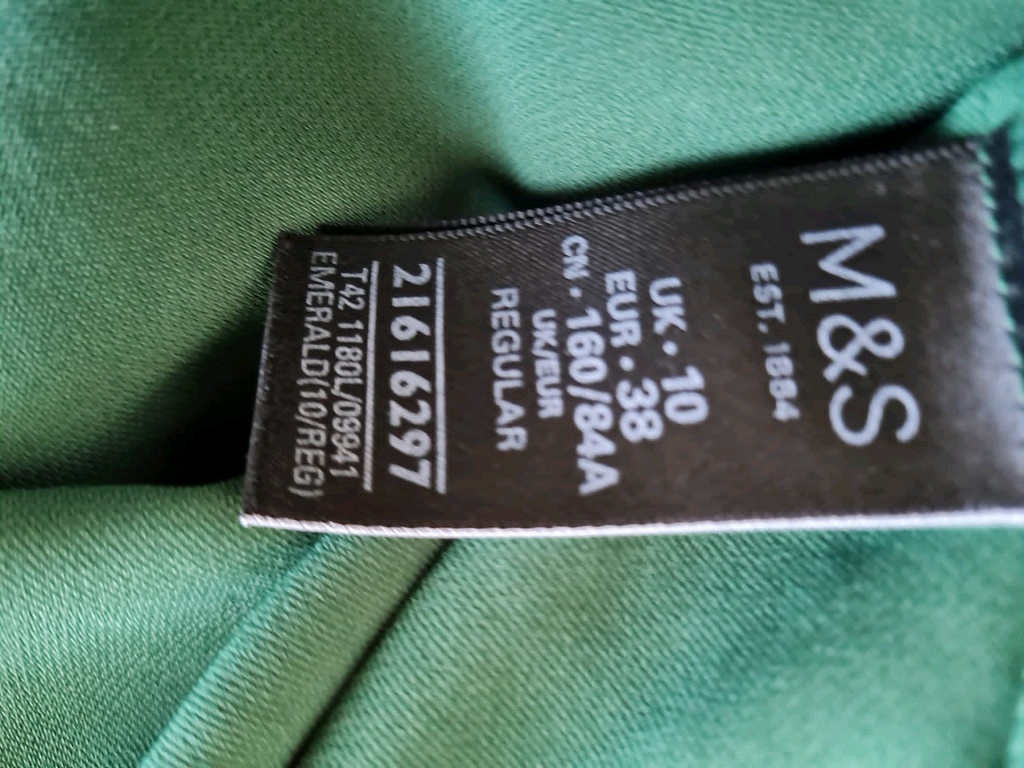 M&S
EST. 1884
UK • 10
EUR • 38
CN • 160/84A
UK/EUR
REGULAR
21616297
T42 1180L/09941
EMERALD(10/REG)